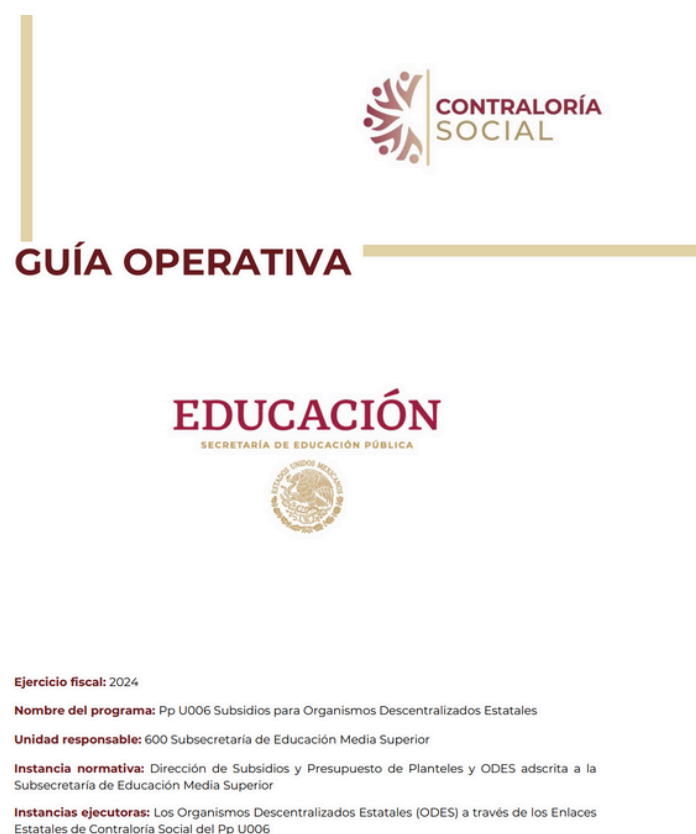 CONTRALORÍA
SOCIAL
GUÍA OPERATIVA
EDUCACIÓN
SECRETARÍA DE EDUCACIÓN PÚBLICA
ESTADOS UNIDOS MEXICANOS
Ejercicio fiscal: 2024
Nombre del programa: Pp U006 Subsidios para Organismos Descentralizados Estatales
Unidad responsable: 600 Subsecretaría de Educación Media Superior
Instancia normativa: Dirección de Subsidios y Presupuesto de Planteles y ODES adscrita a la
Subsecretaría de Educación Media Superior
Instancias ejecutoras: Los Organismos Descentralizados Estatales (ODES) a través de los Enlaces
Estatales de Contraloría Social del Pp U006